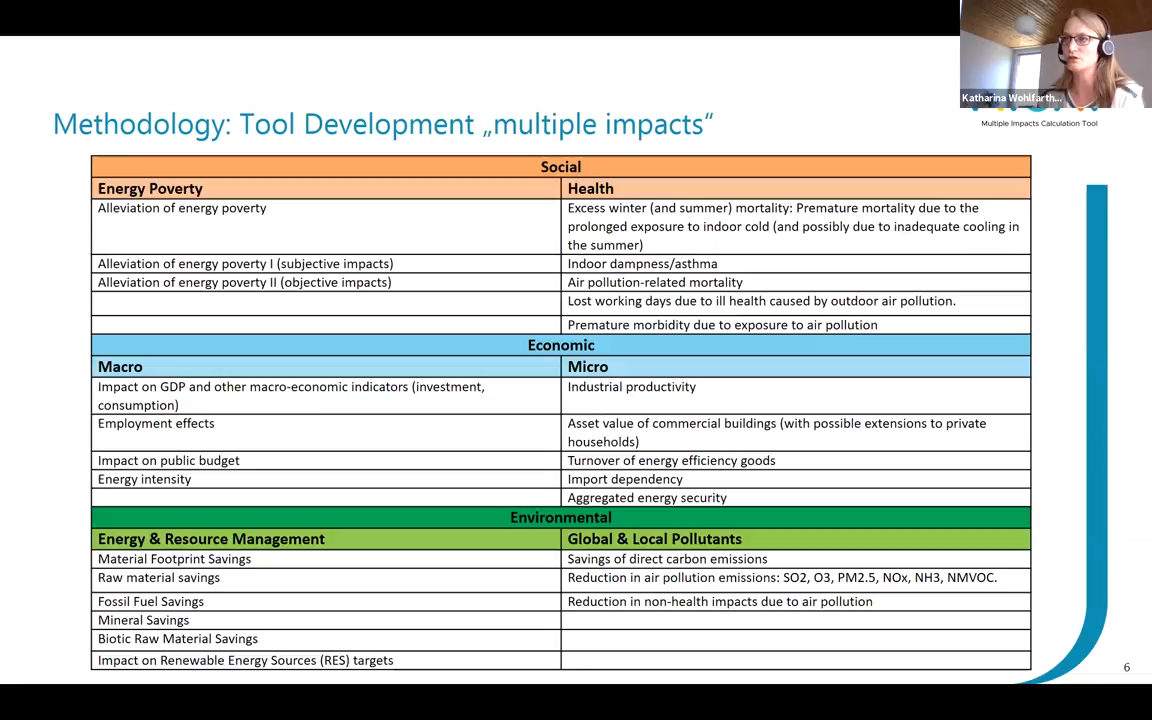 Katharina Wohlfarth...
Multiple Impacts Calculation Tool
Methodology: Tool Development „multiple impacts“
Social
Energy Poverty
Health
Alleviation of energy poverty
Excess winter (and summer) mortality: Premature mortality due to the
prolonged exposure to indoor cold (and possibly due to inadequate cooling in
the summer)
Alleviation of energy poverty I (subjective impacts)
Indoor dampness/asthma
Alleviation of energy poverty II (objective impacts)
Air pollution-related mortality
Lost working days due to ill health caused by outdoor air pollution.
Premature morbidity due to exposure to air pollution
Economic
Macro
Micro
Impact on GDP and other macro-economic indicators (investment,
consumption)
Industrial productivity
Employment effects
Asset value of commercial buildings (with possible extensions to private
households)
Impact on public budget
Turnover of energy efficiency goods
Energy intensity
Import dependency
Aggregated energy security
Environmental
Energy & Resource Management
Global & Local Pollutants
Material Footprint Savings
Savings of direct carbon emissions
Raw material savings
Reduction in air pollution emissions: SO2, O3, PM2.5, NOx, NH3, NMVOC.
Fossil Fuel Savings
Reduction in non-health impacts due to air pollution
Mineral Savings
Biotic Raw Material Savings
Impact on Renewable Energy Sources (RES) targets
6